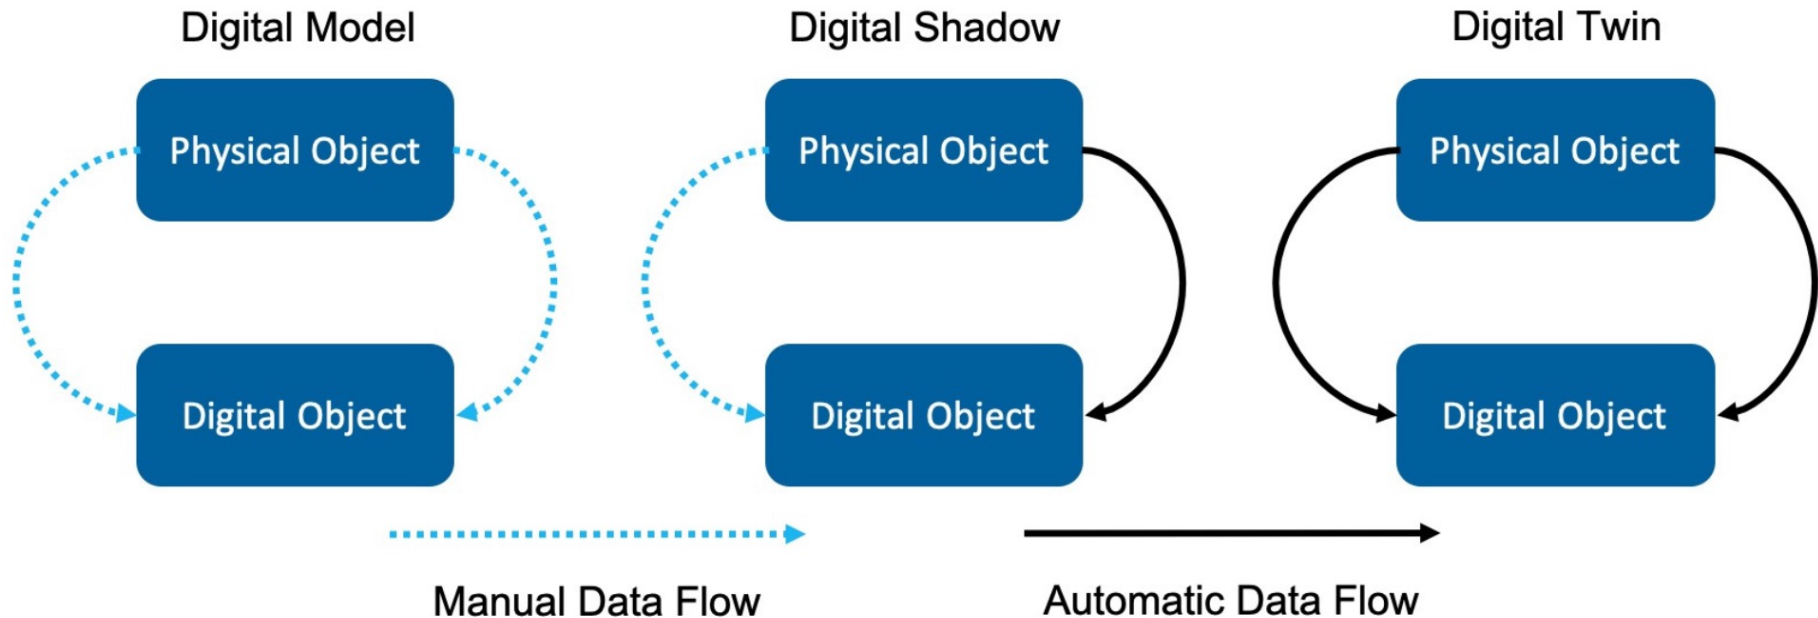 Digital Model
Digital Shadow
Digital Twin
Physical Object
Physical Object
Physical Object
Digital Object
Digital Object
Digital Object
Manual Data Flow
Automatic Data Flow